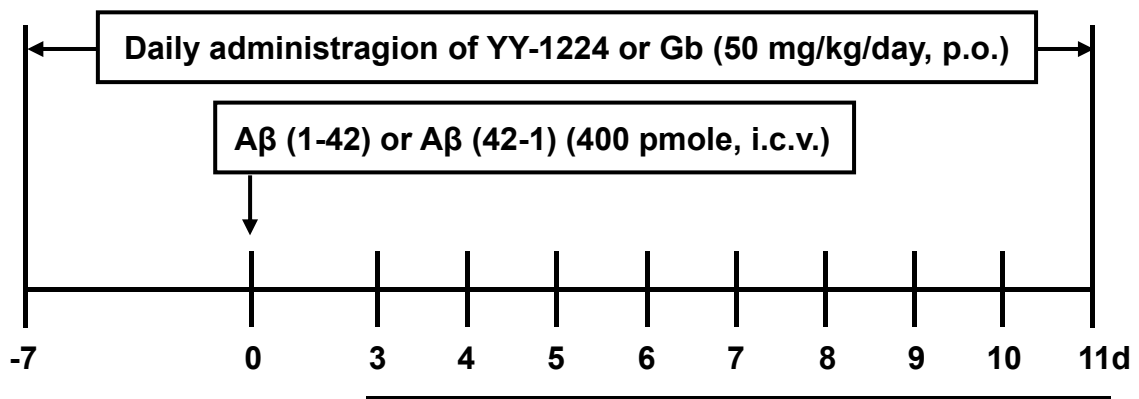 Daily administragion of YY-1224 or Gb (50 mg/kg/day, p.o.)
Aβ (1-42) or Aβ (42-1) (400 pmole, i.c.v.)
-7 0 3 4 5 6 7 8 9 10 11d